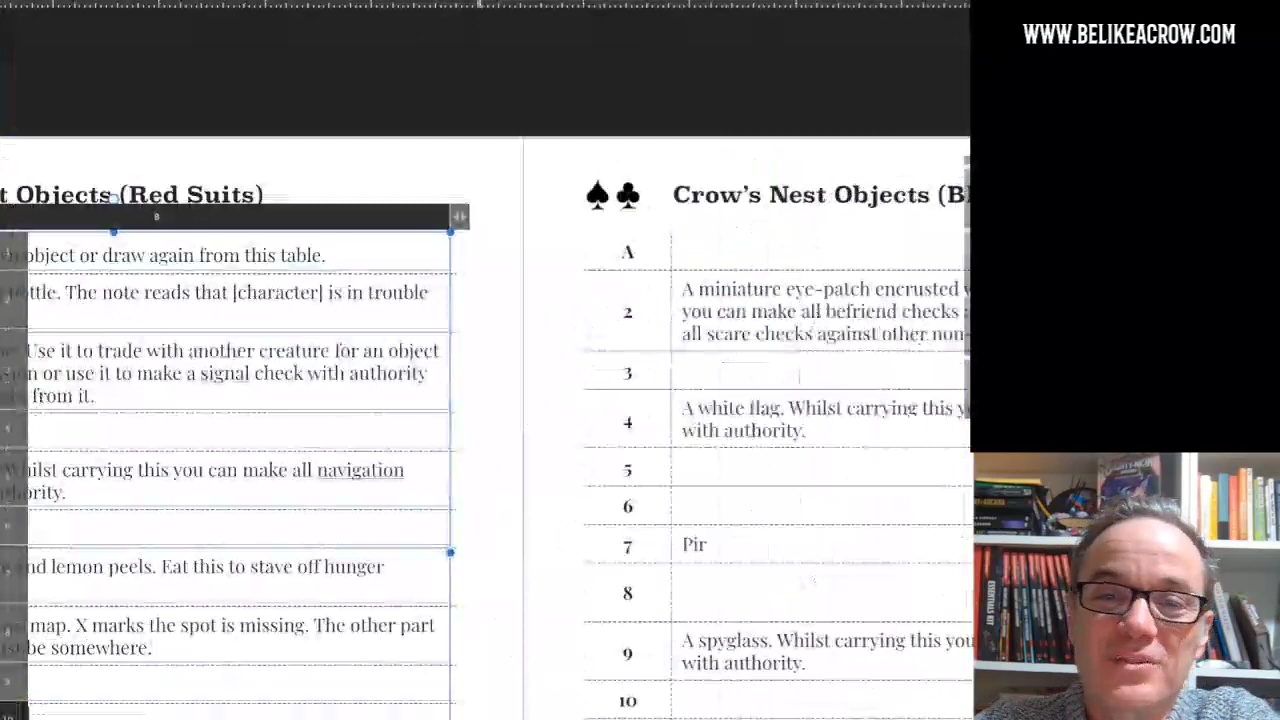 WWW.BELIKEACROW.COM
t Objects (Red Suits)
B
object or draw again from this table.
The note reads that [character] is in trouble
Use it to trade with another creature for an object
or use it to make a signal check with authority
from it.
Whilst carrying this you can make all navigation
and lemon peels. Eat this to stave off hunger
map. X marks the spot is missing. The other part
be somewhere.
♠ ♣ Crow's Nest Objects (B
A
2
A miniature eye-patch encrusted
you can make all befriend checks
all scare checks against other non-
3
4
A white flag. Whilst carrying this
with authority.
5
6
7
Pir
8
9
A spyglass. Whilst carrying this you
with authority.
10
ESSENTIALS KIT